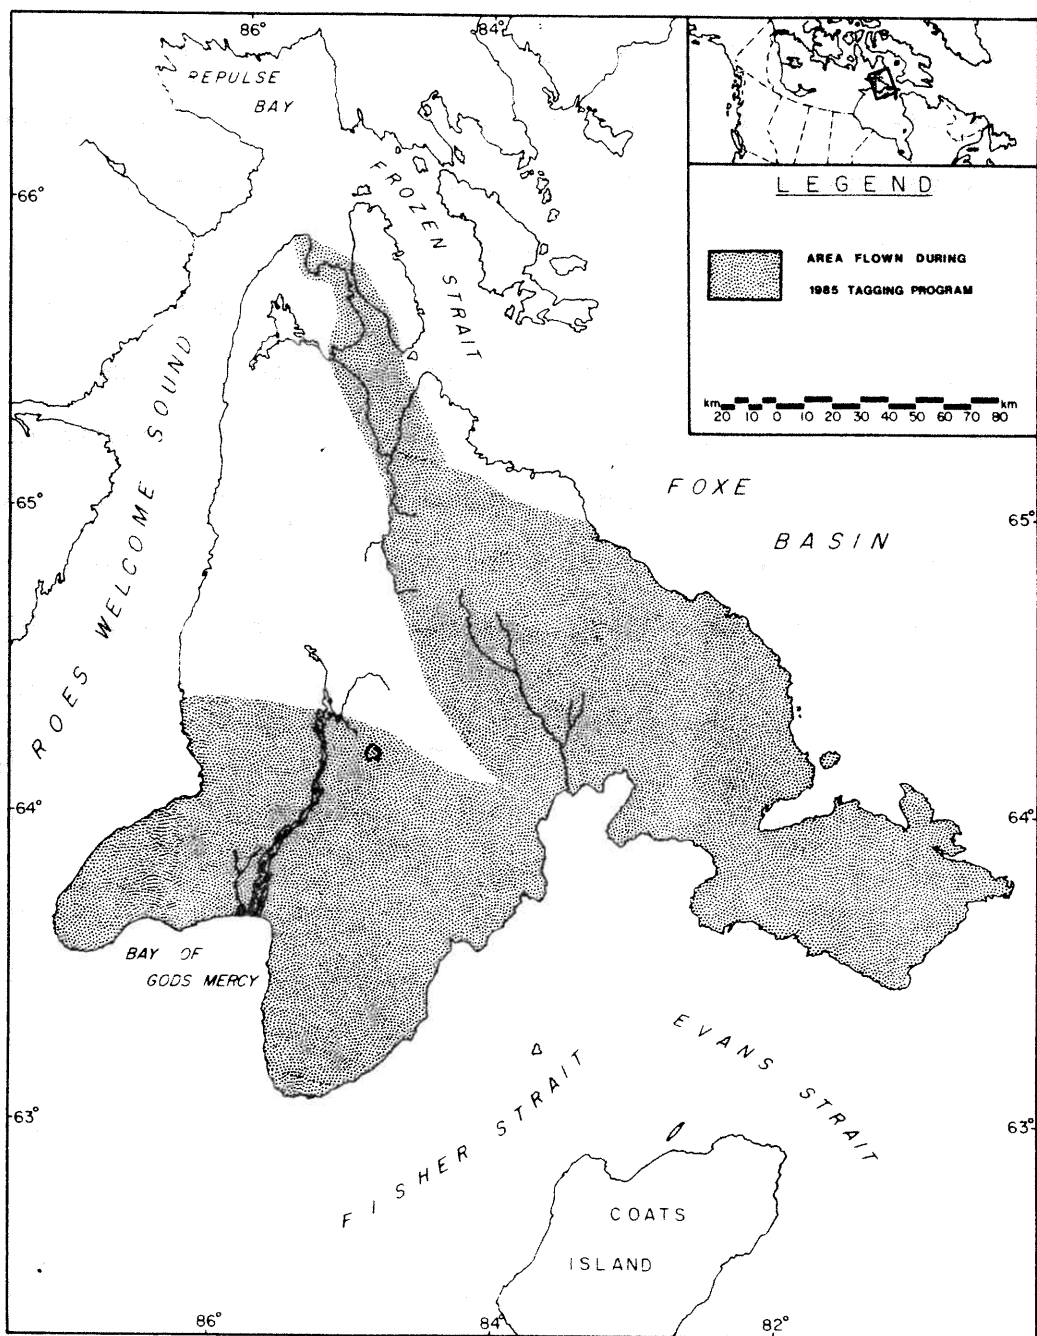 86°
84°
REPULSE
BAY
FROZEN STRAIT
66°
LEGEND
AREA FLOWN DURING
1985 TAGGING PROGRAM
km km
20 10 0 10 20 30 40 50 60 70 80
ROES WELCOME SOUND
65°
FOXE
BASIN
65°
64°
64°
BAY OF
GODS MERCY
EVANS STRAIT
FISHER STRAIT
63°
63°
COATS
ISLAND
86°
84°
82°